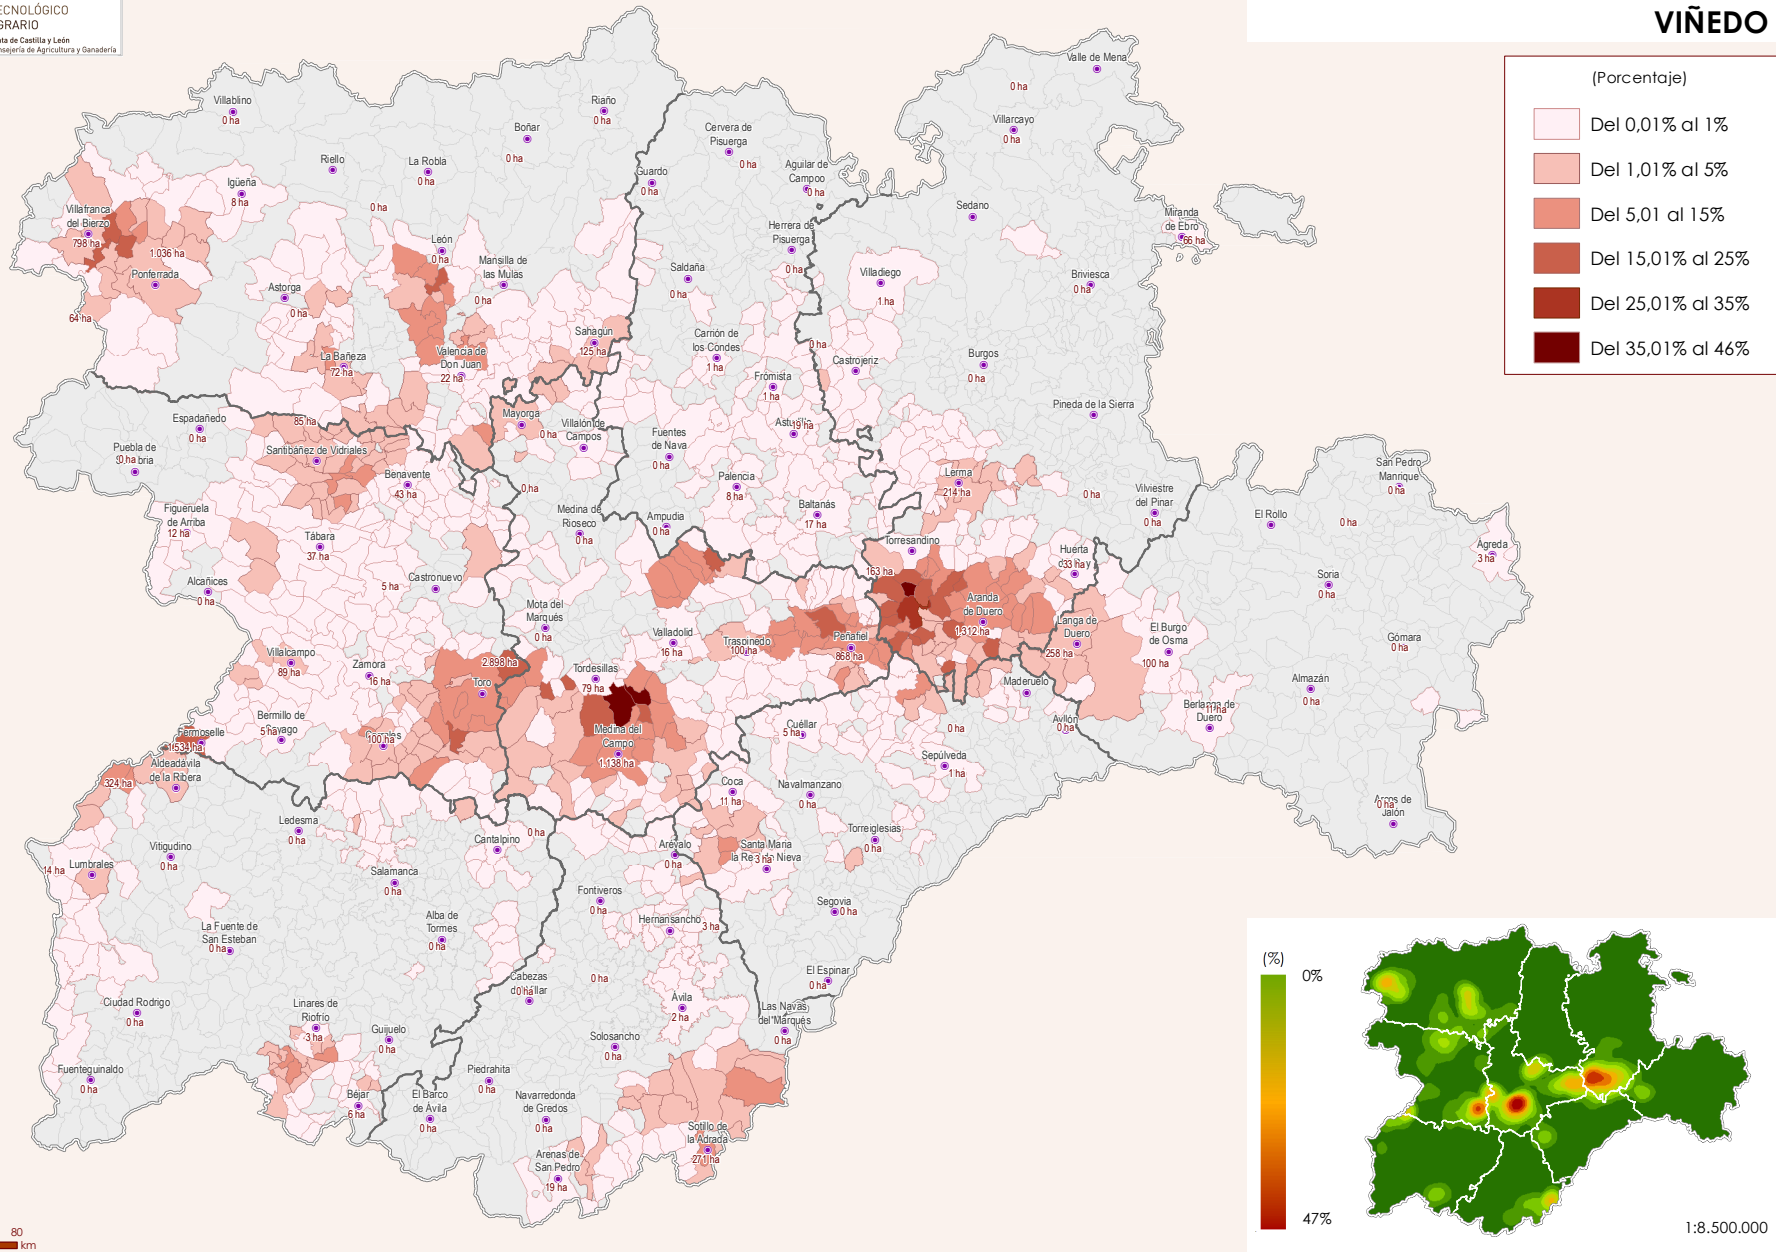 ECNOLÓGICO
GRARIO
nta de Castilla y León
nsejería de Agricultura y Ganadería
VIÑEDO
(Porcentaje)
Del 0,01% al 1%
Del 1,01% al 5%
Del 5,01 al 15%
Del 15,01% al 25%
Del 25,01% al 35%
Del 35,01% al 46%
Valle de Mena
0 ha
Villablino
0 ha
Riaño
0 ha
Boñar
0 ha
Villarcayo
0 ha
Cervera de
Pisuerga
0 ha
Riello
La Robla
0 ha
Guardo
0 ha
Aguilar de
Campoo
0 ha
Igüeña
8 ha
0 ha
Sedano
Villafranca
del Bierzo
798 ha
1.036 ha
Ponferrada
64 ha
León
0 ha
Mansilla de
las Mulas
0 ha
Herrera de
Pisuerga
0 ha
Miranda
de Ebro
66 ha
Astorga
0 ha
Saldaña
0 ha
Villadiego
1 ha
Briviesca
0 ha
Sahagún
125 ha
Carrión de
los Condes
1 ha
0 ha
La Bañeza
72 ha
Valencia de
Don Juan
22 ha
Castrojeriz
Burgos
0 ha
Frómista
1 ha
Pineda de la Sierra
Espadañedo
0 ha
85 ha
Mayorga
0 ha
Villalón de
Campos
Fuentes
de Nava
0 ha
19 ha
Puebla de
0 ha
Santibáñez de Vidriales
Benavente
43 ha
0 ha
Palencia
8 ha
Lerma
214 ha
0 ha
San Pedro
Manrique
0 ha
Figueruela
de Arriba
12 ha
Medina de
Rioseco
0 ha
Ampudia
0 ha
Baltanás
17 ha
Vilviestre
del Pinar
0 ha
El Rollo
0 ha
Tábara
37 ha
Torresandino
163 ha
Huerta
33 ha
Ágreda
3 ha
Alcañices
0 ha
5 ha
Castronuevo
Soria
0 ha
Mota del
Marqués
0 ha
Valladolid
16 ha
Traspinedo
100 ha
Peñafiel
868 ha
Aranda
de Duero
1.312 ha
Langa de
Duero
258 ha
El Burgo
de Osma
100 ha
Gómara
0 ha
Villalcampo
89 ha
Zamora
16 ha
2.898 ha
Toro
Tordesillas
79 ha
Maderuelo
Almazán
0 ha
Bermillo de
Sayago
5 ha
100 ha
Medina del
Campo
1.138 ha
Cuéllar
5 ha
0 ha
Ayllón
0 ha
Berlanga de
Duero
11 ha
Fermoselle
1.534 ha
Aldeadávila
de la Ribera
324 ha
Sepúlveda
1 ha
Coca
11 ha
Navalmanzano
0 ha
Arcos de
Jalón
0 ha
Ledesma
0 ha
Cantalpino
0 ha
Torreiglesias
0 ha
Vitigudino
0 ha
Arévalo
0 ha
Santa María
la Real de Nieva
3 ha
Lumbrales
14 ha
Salamanca
0 ha
Fontiveros
0 ha
Segovia
0 ha
La Fuente de
San Esteban
0 ha
Alba de
Tormes
0 ha
Hernansancho
3 ha
Cabezas
del Villar
0 ha
0 ha
El Espinar
0 ha
Ciudad Rodrigo
0 ha
Linares de
Riofrío
3 ha
Guijuelo
0 ha
Ávila
2 ha
Las Navas
del Marqués
0 ha
Solosancho
0 ha
Fuenteguinaldo
0 ha
Piedrahíta
0 ha
Béjar
6 ha
El Barco
de Ávila
0 ha
Navarredonda
de Gredos
0 ha
Sotillo de
la Adrada
271 ha
Arenas de
San Pedro
19 ha
80
km
(%)
0%
47%
1:8.500.000